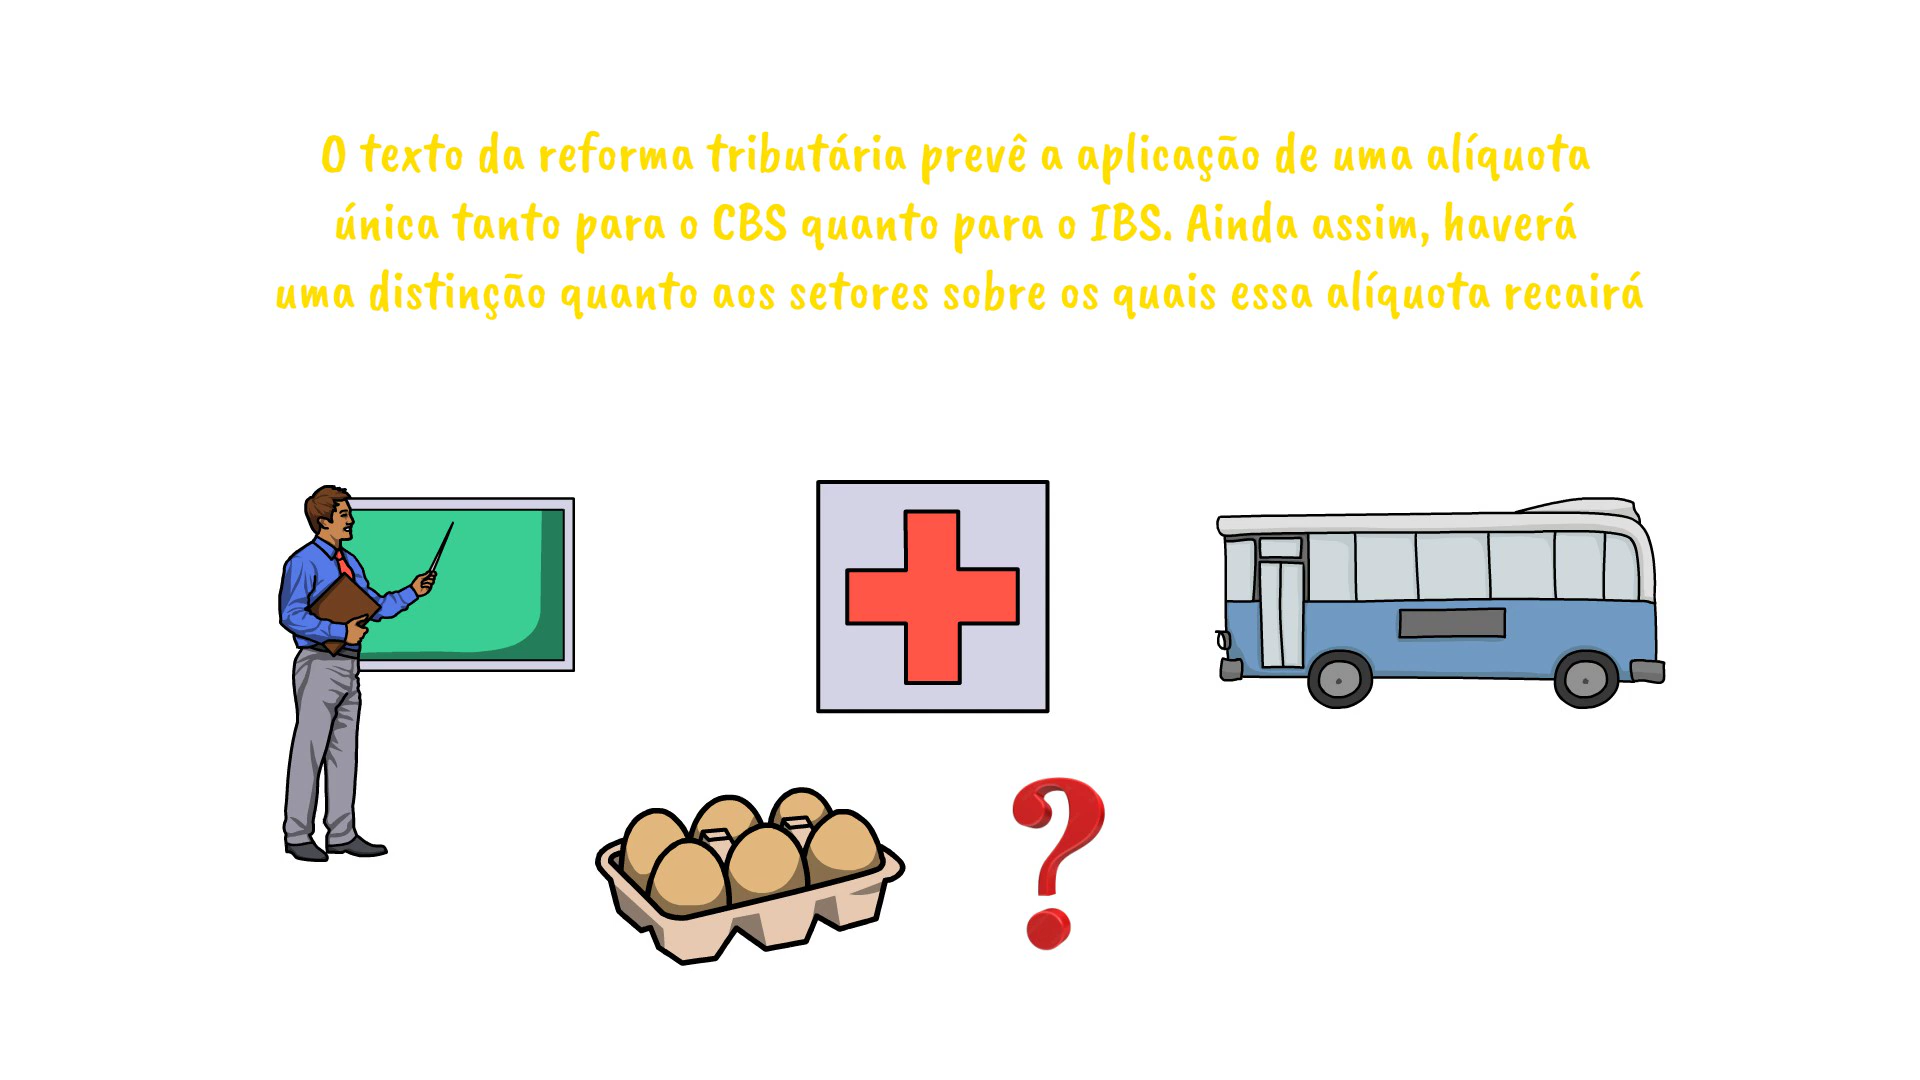 O texto da reforma tributária prevê a aplicação de uma alíquota
única tanto para o CBS quanto para o IBS. Ainda assim, haverá
uma distinção quanto aos setores sobre os quais essa alíquota recairá
?